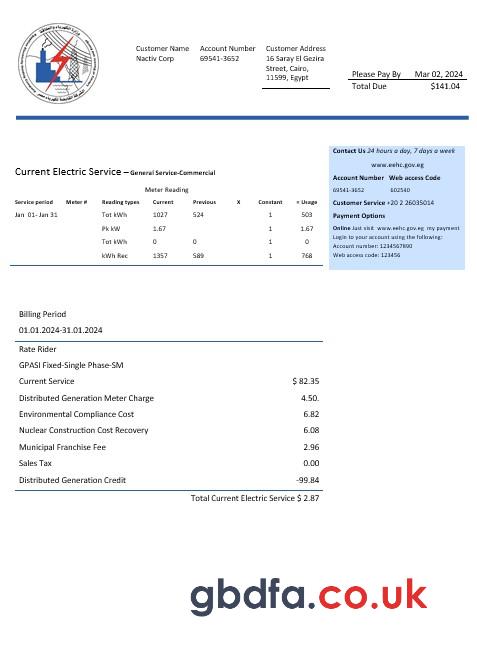 Customer Name Account Number Customer Address
Nactiv Corp 69541-3652 16 Saray El Gezira
Street, Cairo,
11599, Egypt
Please Pay By Mar 02, 2024
Total Due $141.04
Contact Us 24 hours a day, 7 days a week
www.eehc.gov.eg
Account Number Web access Code
69541-3652 602540
Customer Service +20 2 26035014
Payment Options
Online Just visit www.eehc.gov.eg my payment
Login to your account using the following:
Account number: 1234567890
Web access code: 123456
Current Electric Service – General Service-Commercial
Meter Reading
Service period Meter # Reading types Current Previous X Constant = Usage
Jan 01- Jan 31 Tot kWh 1027 524 1 503
Pk kW 1.67 1 1.67
Tot kWh 0 0 1 0
kWh Rec 1357 589 1 768
Billing Period
01.01.2024-31.01.2024
Rate Rider
GPASI Fixed-Single Phase-SM
Current Service $ 82.35
Distributed Generation Meter Charge 4.50.
Environmental Compliance Cost 6.82
Nuclear Construction Cost Recovery 6.08
Municipal Franchise Fee 2.96
Sales Tax 0.00
Distributed Generation Credit -99.84
Total Current Electric Service $ 2.87
gbdfa.co.uk